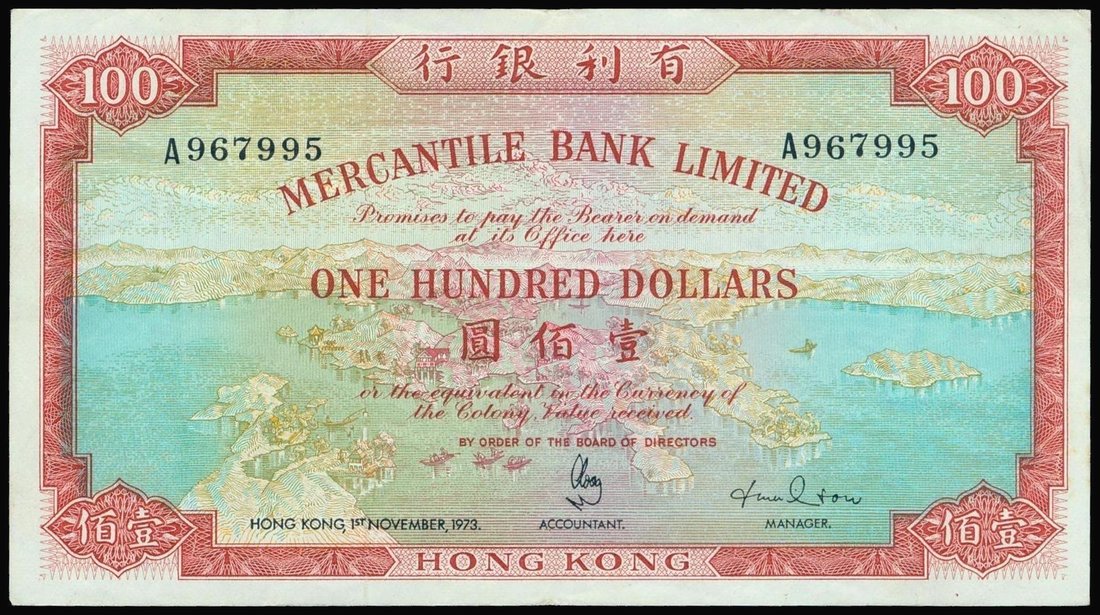 行銀利有
100
100
A967995
A967995
MERCANTILE BANK LIMITED
Promises to pay the Bearer on demand
at its Office here
ONE HUNDRED DOLLARS
圓佰壹
or the equivalent in the Currency of
the Colony, Value received.
BY ORDER OF THE BOARD OF DIRECTORS
HONG KONG, 1ST NOVEMBER, 1973.
ACCOUNTANT.
MANAGER.
佰壹
佰壹
HONG KONG